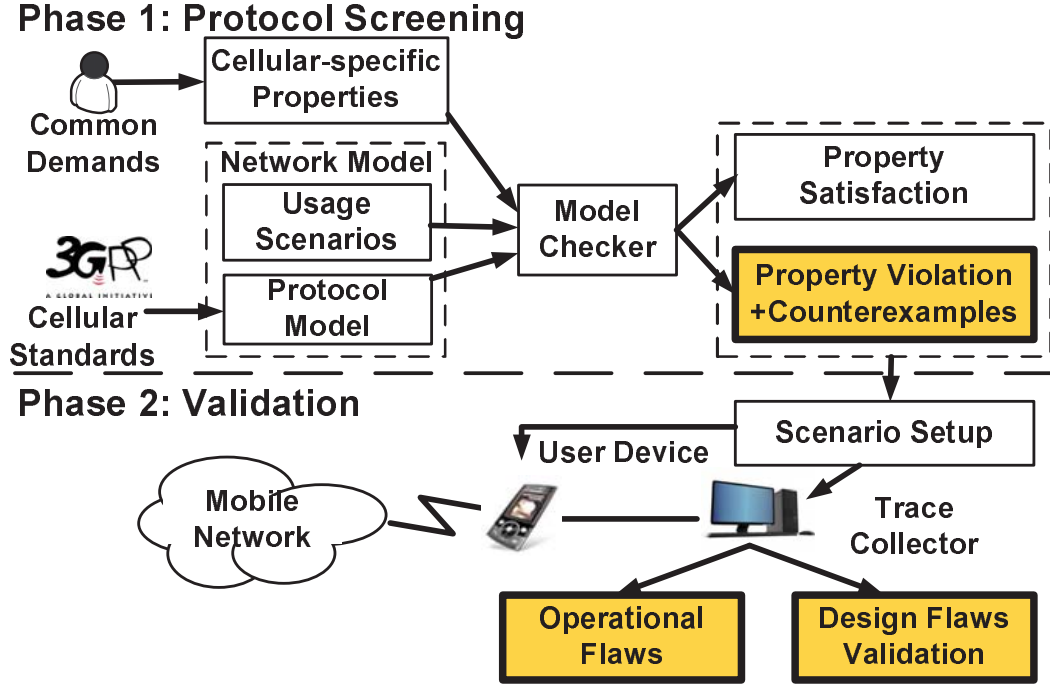 Phase 1: Protocol Screening
Common
Demands
Cellular-specific
Properties
Network Model
Usage
Scenarios
Protocol
Model
3GPP
A GLOBAL INITIATIVE
Cellular
Standards
Model
Checker
Property
Satisfaction
Property Violation
+Counterexamples
Phase 2: Validation
Scenario Setup
User Device
Mobile
Network
Trace
Collector
Operational
Flaws
Design Flaws
Validation